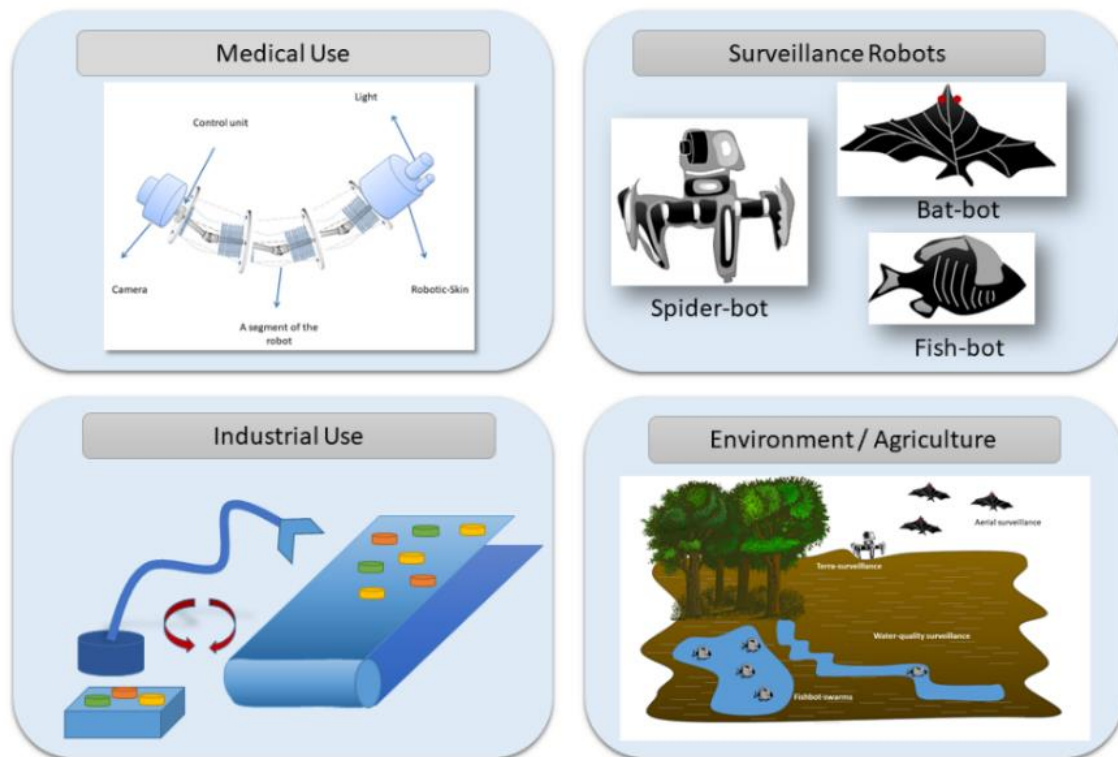 Medical Use
Light
Control unit
Camera
Robotic-Skin
A segment of the
robot
Surveillance Robots
Bat-bot
Spider-bot
Fish-bot
Industrial Use
Environment / Agriculture
Aerial surveillance
Terra-surveillance
Water-quality surveillance
Fishbot-swarms